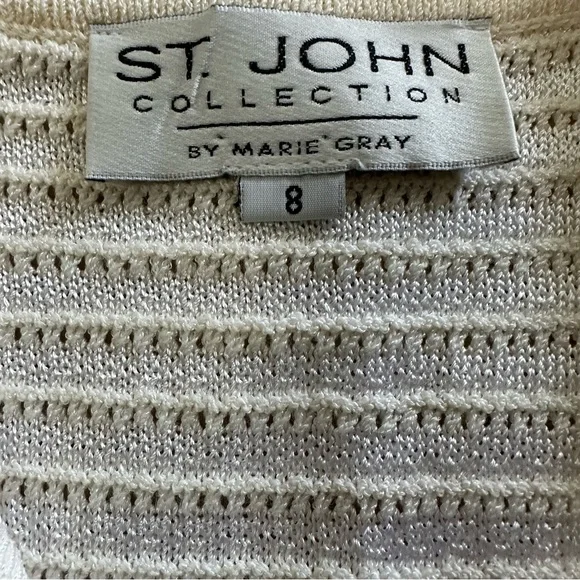 ST. JOHN
COLLECTION
BY MARIE GRAY
8